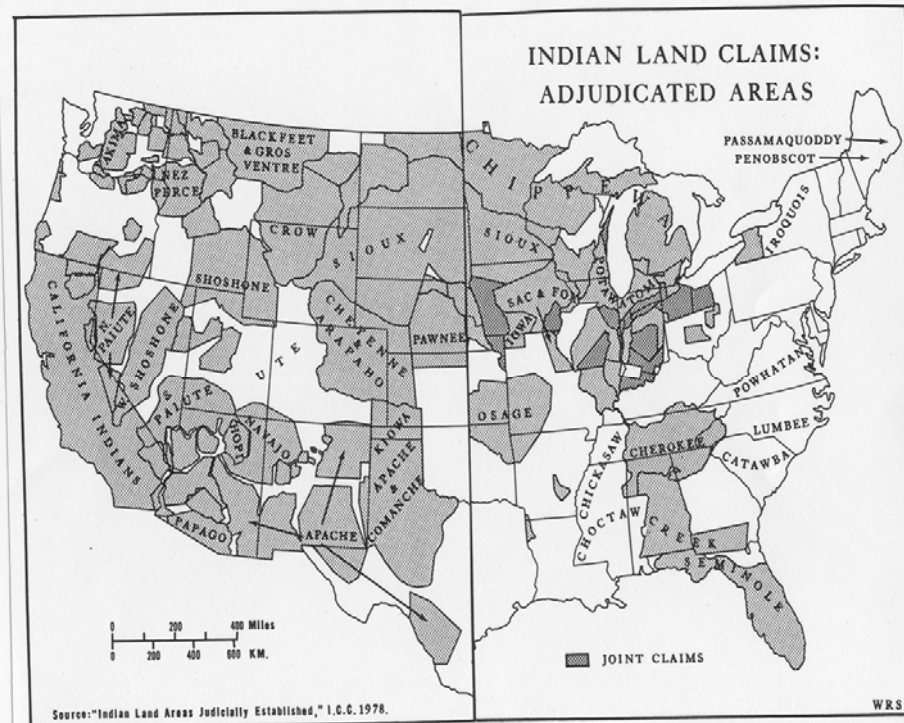 INDIAN LAND CLAIMS:
ADJUDICATED AREAS
PASSAMAQUODDY
PENOBSCOT
YAKIMA
NEZ
PERCE
BLACKFEET
& GROS
VENTRE
CHIPPEWA
IROQUOIS
CROW
SIOUX
SIOUX
SHOSHONE
POTAWATOMI
SAC & FOX
IOWA
CALIFORNIA INDIANS
N. PAIUTE
W. SHOSHONE
UTE
CHEYENNE
& ARAPAHO
PAWNEE
POWHATAN
S. PAIUTE
HOPI
NAVAJO
KIOWA
APACHE &
COMANCHE
OSAGE
CHICKASAW
CHOCTAW
CHEROKEE
LUMBEE
CATAWBA
CREEK
SEMINOLE
PAPAGO
APACHE
0 200 400 Miles
0 200 400 600 KM.
JOINT CLAIMS
Source: "Indian Land Areas Judicially Established," I.C.C. 1978.
WRS